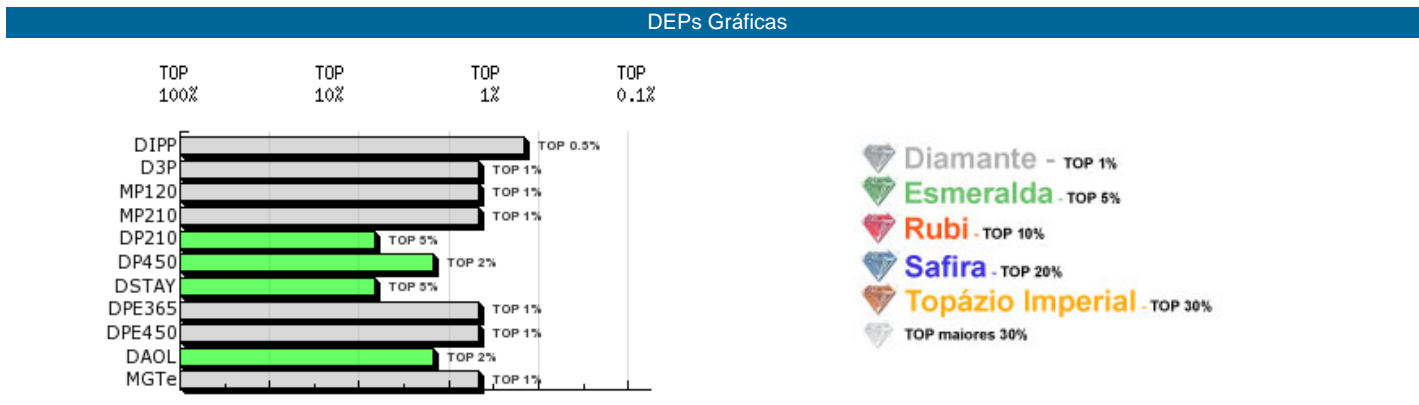 DEPs Gráficas
TOP 100%
TOP 10%
TOP 1%
TOP 0.1%
DIPP TOP 0.5%
D3P TOP 1%
MP120 TOP 1%
MP210 TOP 1%
DP210 TOP 5%
DP450 TOP 2%
DSTAY TOP 5%
DPE365 TOP 1%
DPE450 TOP 1%
DAOL TOP 2%
MGTe TOP 1%
Diamante - TOP 1%
Esmeralda - TOP 5%
Rubi - TOP 10%
Safira - TOP 20%
Topázio Imperial - TOP 30%
TOP maiores 30%